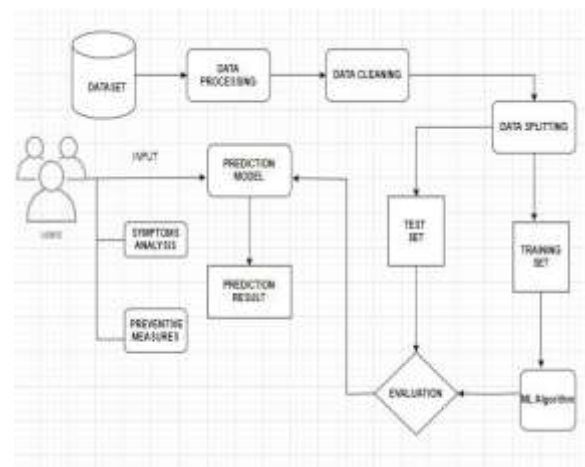 DATASET
DATA
PROCESSING
DATA CLEANING
DATA SPLITTING
INPUT
PREDICTION
MODEL
USERS
SYMPTOMS
ANALYSIS
TEST
SET
TRAINING
SET
PREDICTION
RESULT
PREVENTIVE
MEASURES
EVALUATION
ML Algorithm